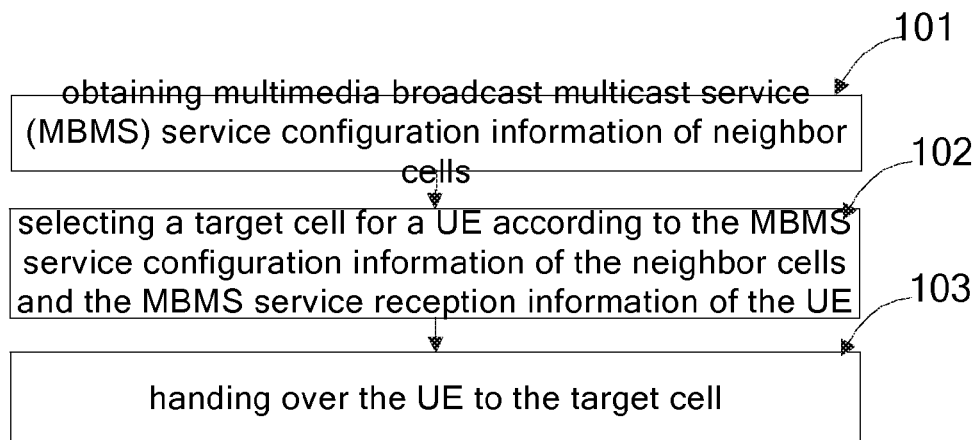 101
obtaining multimedia broadcast multicast service
(MBMS) service configuration information of neighbor
cells
102
selecting a target cell for a UE according to the MBMS
service configuration information of the neighbor cells
and the MBMS service reception information of the UE
103
handing over the UE to the target cell